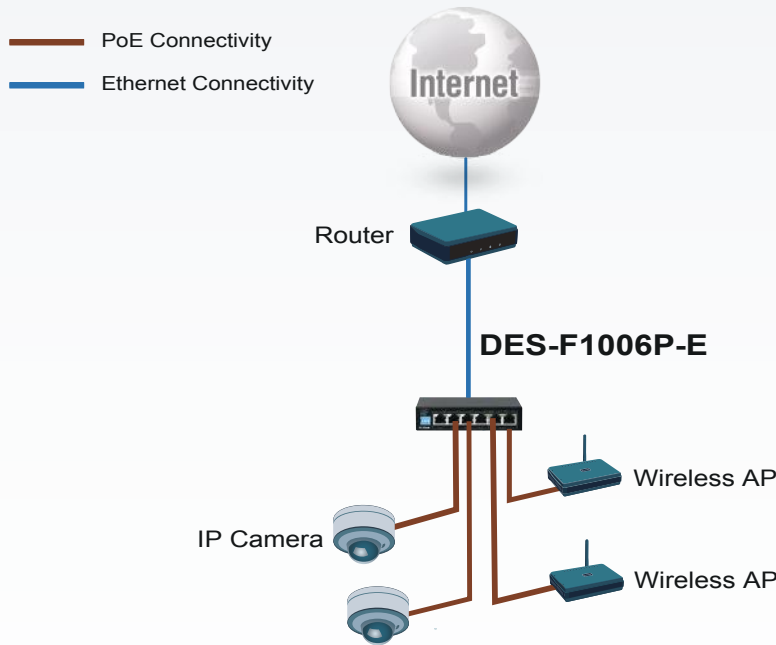 PoE Connectivity
Ethernet Connectivity
Internet
Router
DES-F1006P-E
Wireless AP
IP Camera
Wireless AP